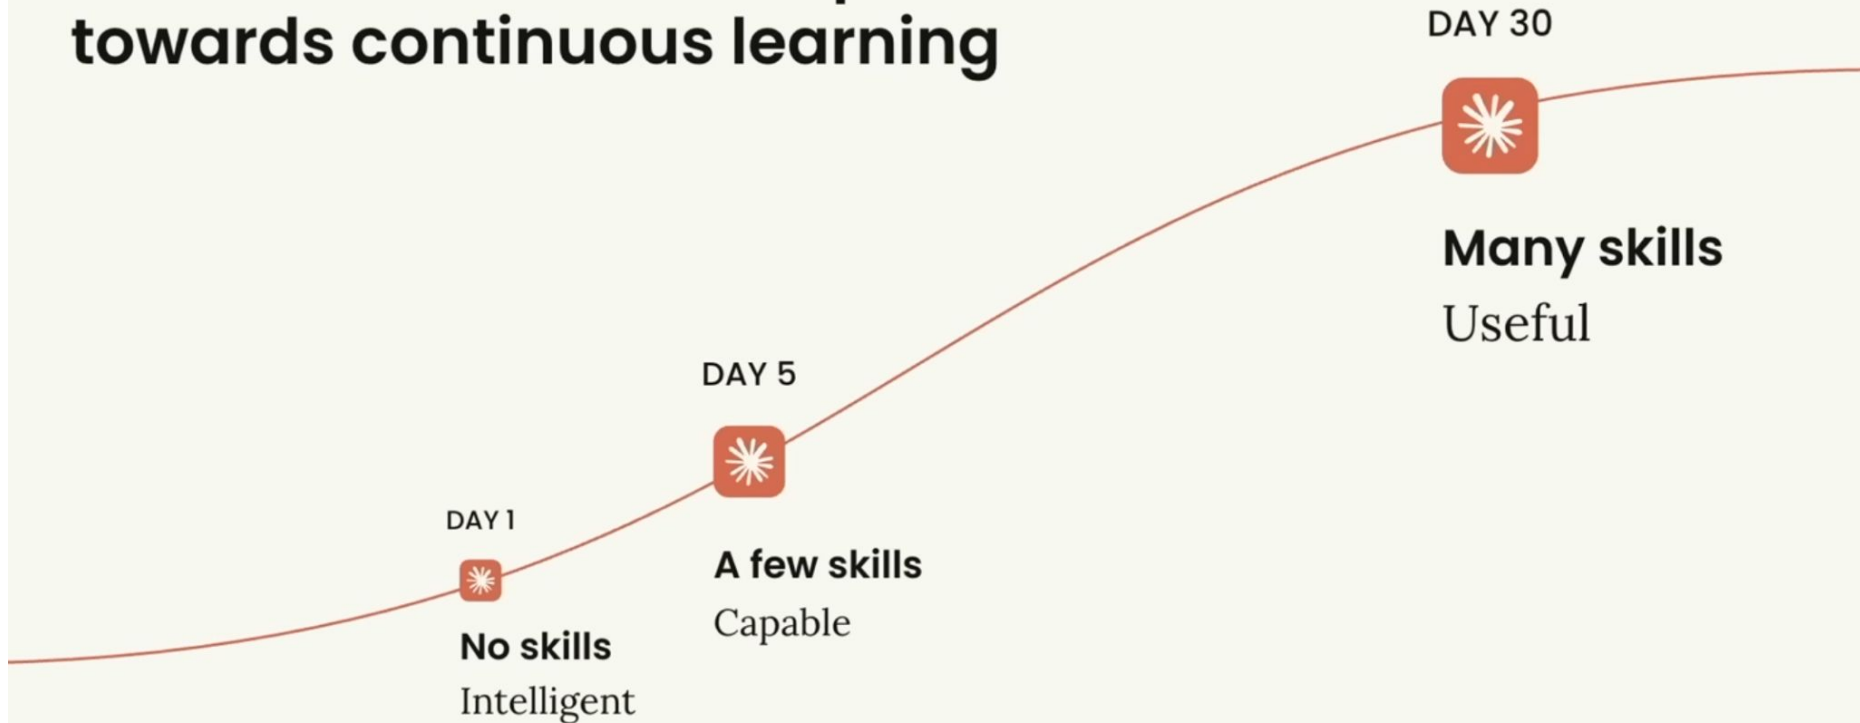 towards continuous learning
DAY 30
Many skills
Useful
DAY 5
A few skills
Capable
DAY 1
No skills
Intelligent